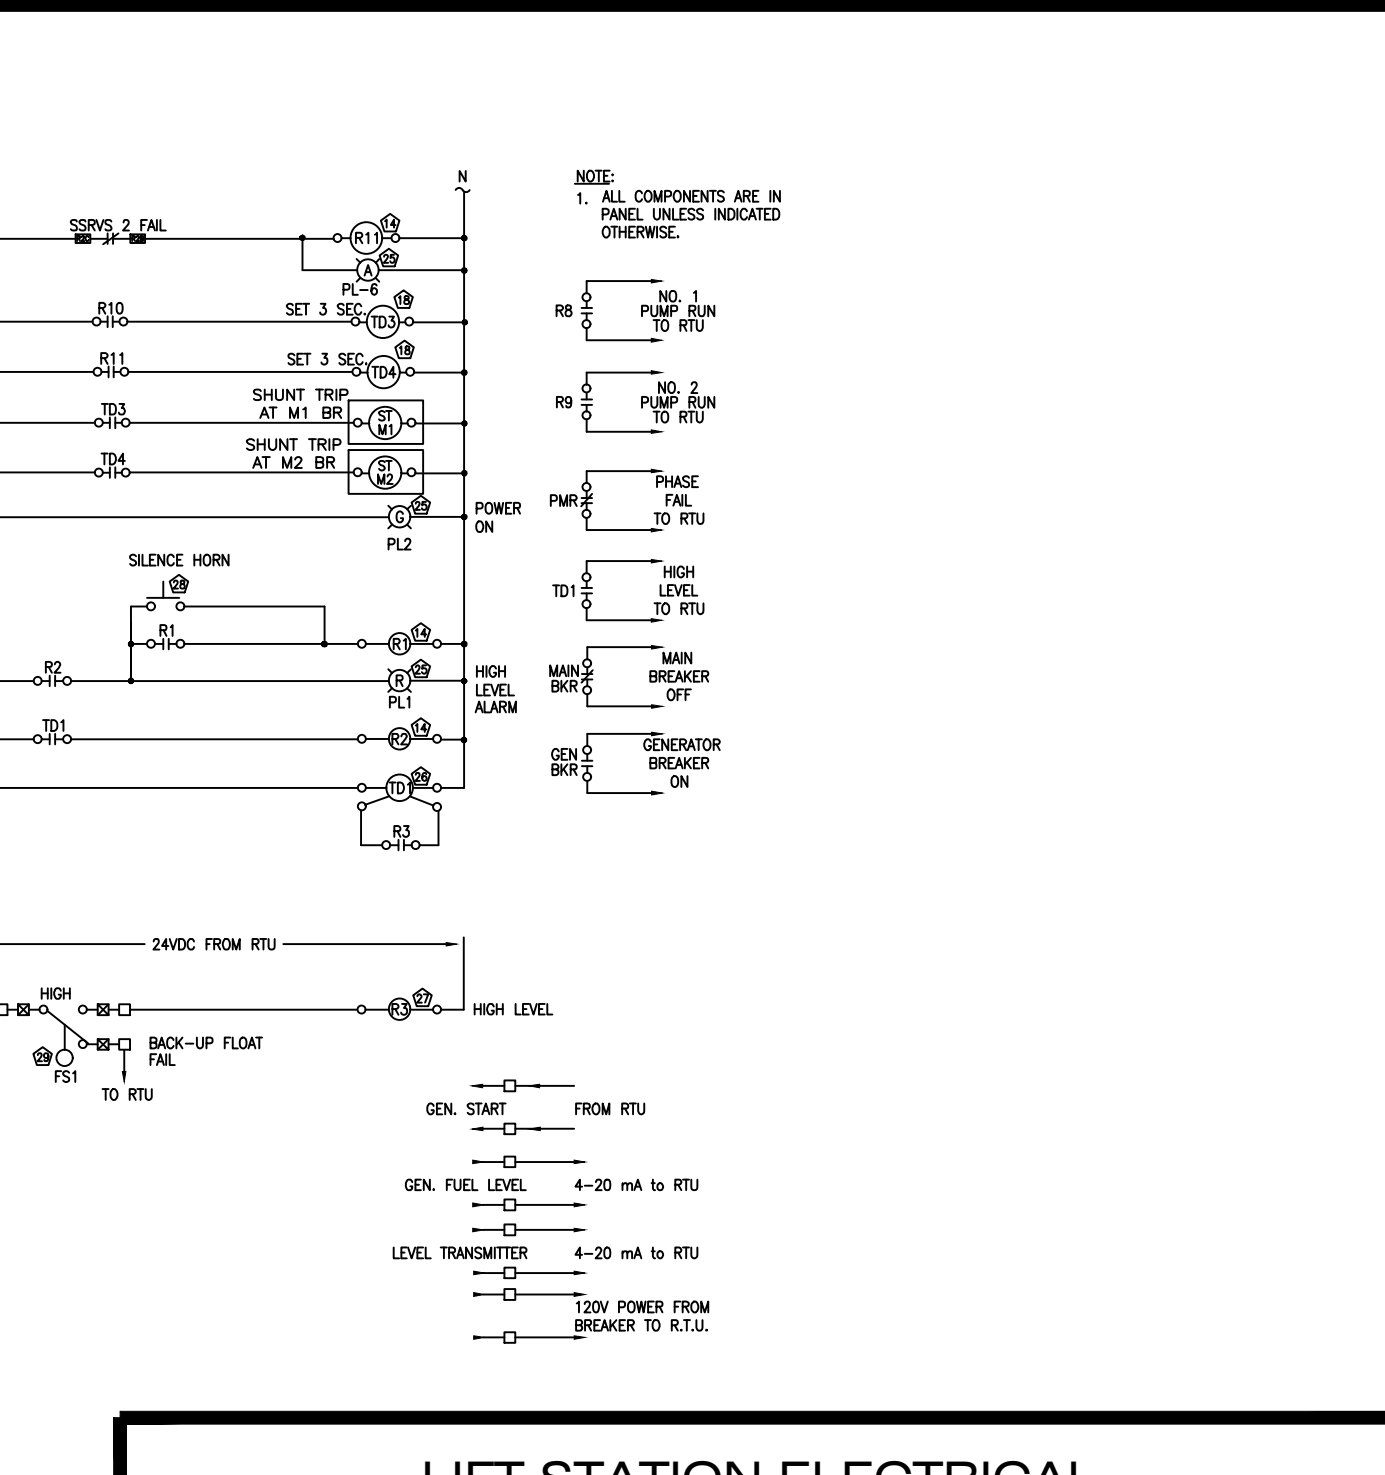 N
NOTE:
1. ALL COMPONENTS ARE IN
PANEL UNLESS INDICATED
OTHERWISE.
SSRVS 2 FAIL
R11
14
A
25
PL-6
R10
SET 3 SEC.
TD3
18
R11
SET 3 SEC.
TD4
18
TD3
SHUNT TRIP
AT M1 BR
ST
M1
TD4
SHUNT TRIP
AT M2 BR
ST
M2
G
25
PL2
POWER
ON
SILENCE HORN
28
R1
R1
14
R2
R
25
PL1
HIGH
LEVEL
ALARM
TD1
R2
14
TD1
26
R3
R8
NO. 1
PUMP RUN
TO RTU
R9
NO. 2
PUMP RUN
TO RTU
PMR
PHASE
FAIL
TO RTU
TD1
HIGH
LEVEL
TO RTU
MAIN
BKR
MAIN
BREAKER
OFF
GEN
BKR
GENERATOR
BREAKER
ON
24VDC FROM RTU
HIGH
R3
27
HIGH LEVEL
29
FS1
BACK-UP FLOAT
FAIL
TO RTU
GEN. START
FROM RTU
GEN. FUEL LEVEL
4-20 mA to RTU
LEVEL TRANSMITTER
4-20 mA to RTU
120V POWER FROM
BREAKER TO R.T.U.
LIFT STATION ELECTRICAL